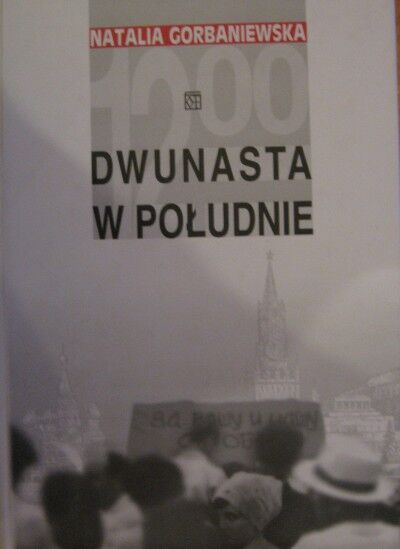 NATALIA GORBANIEWSKA
1200
DWUNASTA
W POŁUDNIE